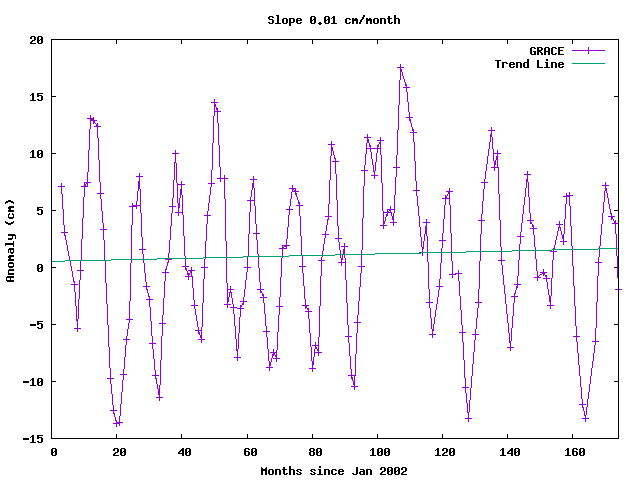 Slope 0.01 cm/month
GRACE
Trend Line
Anomaly (cm)
20
15
10
5
0
-5
-10
-15
0 20 40 60 80 100 120 140 160
Months since Jan 2002